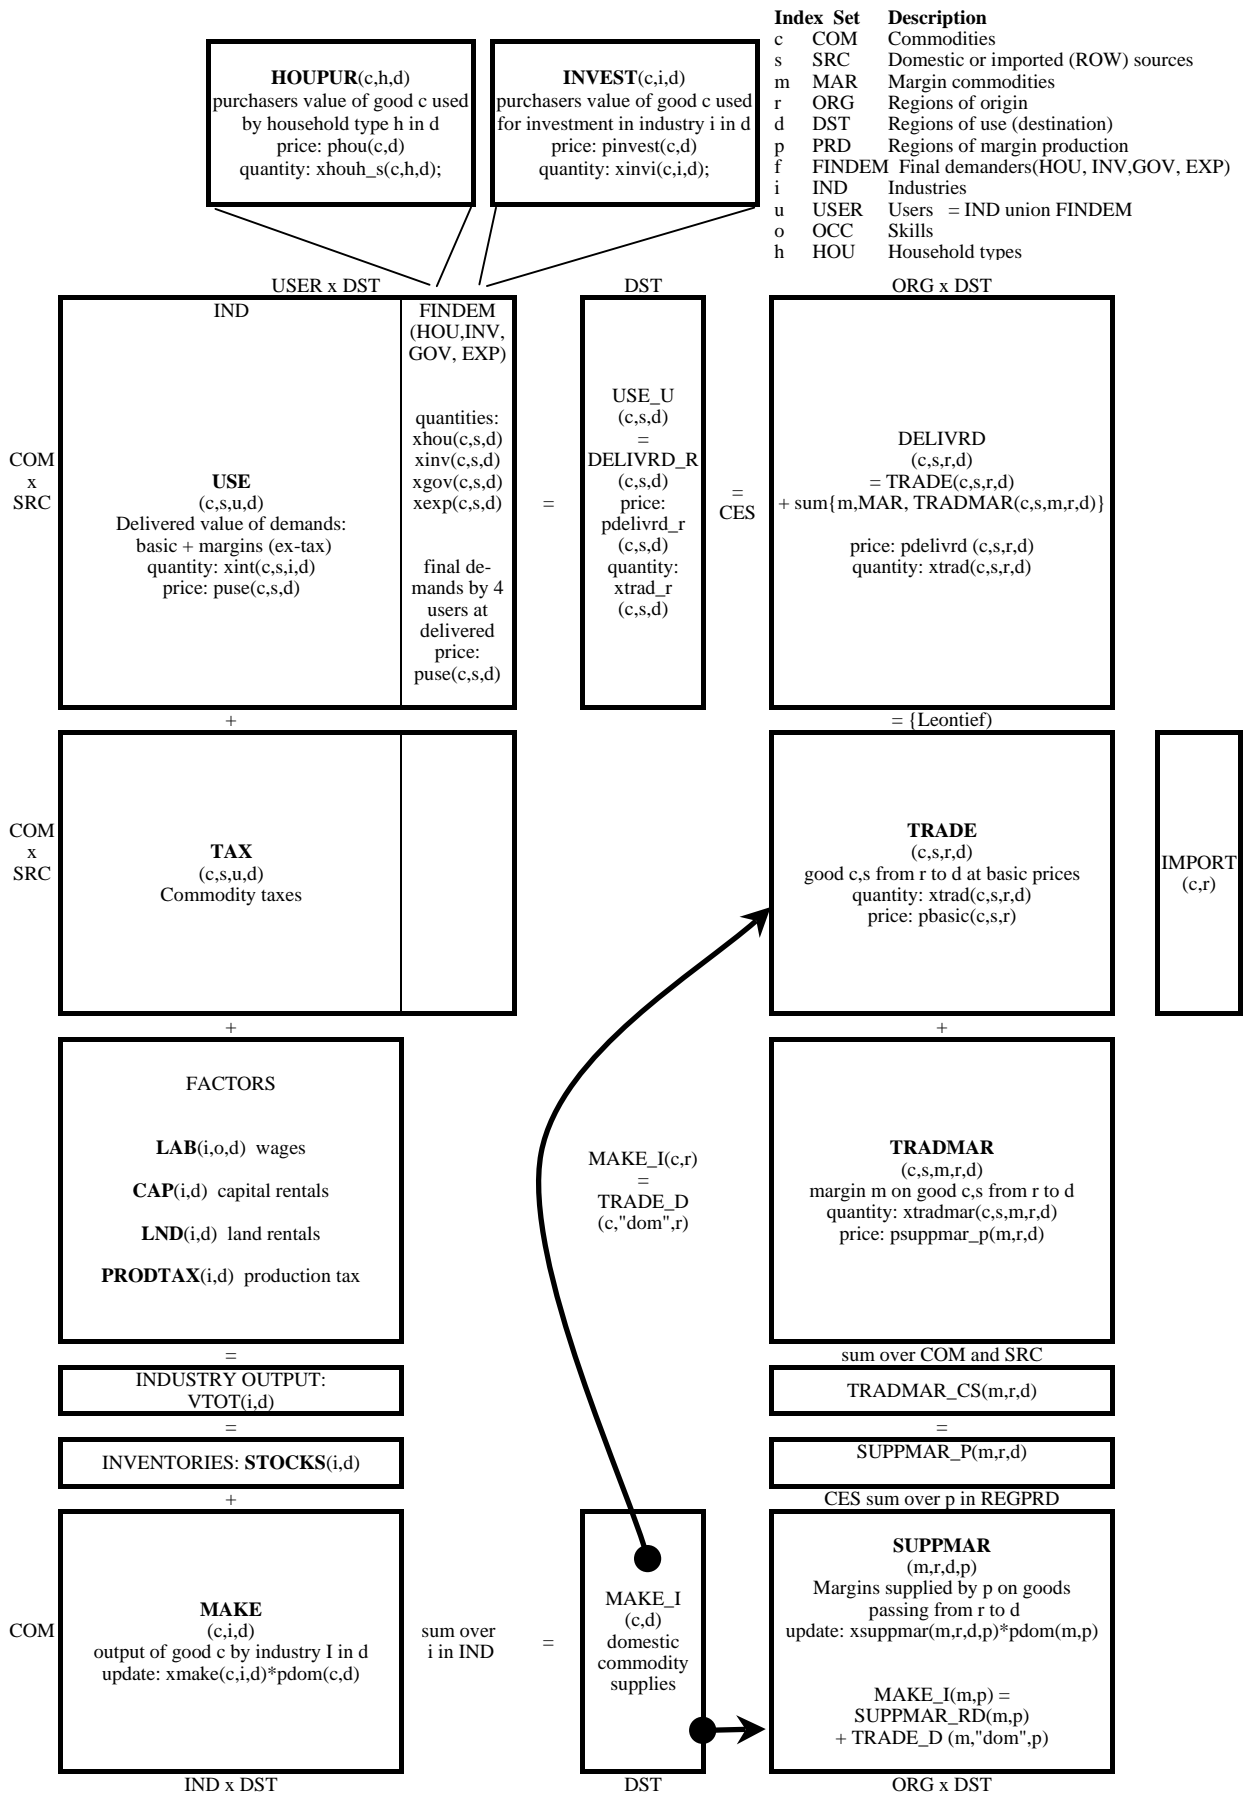 Index Set Description
c COM Commodities
s SRC Domestic or imported (ROW) sources
m MAR Margin commodities
r ORG Regions of origin
d DST Regions of use (destination)
p PRD Regions of margin production
f FINDEM Final demanders(HOU, INV,GOV, EXP)
i IND Industries
u USER Users = IND union FINDEM
o OCC Skills
h HOU Household types
HOUPUR(c,h,d)
purchasers value of good c used
by household type h in d
price: phou(c,d)
quantity: xhouh_s(c,h,d);
INVEST(c,i,d)
purchasers value of good c used
for investment in industry i in d
price: pinvest(c,d)
quantity: xinvi(c,i,d);
USER x DST
DST
ORG x DST
COM
x
SRC
IND
USE
(c,s,u,d)
Delivered value of demands:
basic + margins (ex-tax)
quantity: xint(c,s,i,d)
price: puse(c,s,d)
FINDEM
(HOU,INV,
GOV, EXP)
quantities:
xhou(c,s,d)
xinv(c,s,d)
xgov(c,s,d)
xexp(c,s,d)
final de-
mands by 4
users at
delivered
price:
puse(c,s,d)
=
USE_U
(c,s,d)
=
DELIVRD_R
(c,s,d)
price:
pdelivrd_r
(c,s,d)
quantity:
xtrad_r
(c,s,d)
=
CES
DELIVRD
(c,s,r,d)
= TRADE(c,s,r,d)
+ sum{m,MAR, TRADMAR(c,s,m,r,d)}
price: pdelivrd (c,s,r,d)
quantity: xtrad(c,s,r,d)
+
= {Leontief)
COM
x
SRC
TAX
(c,s,u,d)
Commodity taxes
TRADE
(c,s,r,d)
good c,s from r to d at basic prices
quantity: xtrad(c,s,r,d)
price: pbasic(c,s,r)
IMPORT
(c,r)
+
+
FACTORS
LAB(i,o,d) wages
CAP(i,d) capital rentals
LND(i,d) land rentals
PRODTAX(i,d) production tax
MAKE_I(c,r)
=
TRADE_D
(c,"dom",r)
TRADMAR
(c,s,m,r,d)
margin m on good c,s from r to d
quantity: xtradmar(c,s,m,r,d)
price: psuppmar_p(m,r,d)
=
sum over COM and SRC
INDUSTRY OUTPUT:
VTOT(i,d)
TRADMAR_CS(m,r,d)
=
=
INVENTORIES: STOCKS(i,d)
SUPPMAR_P(m,r,d)
+
CES sum over p in REGPRD
COM
MAKE
(c,i,d)
output of good c by industry I in d
update: xmake(c,i,d)*pdom(c,d)
sum over
i in IND
=
MAKE_I
(c,d)
domestic
commodity
supplies
SUPPMAR
(m,r,d,p)
Margins supplied by p on goods
passing from r to d
update: xsuppmar(m,r,d,p)*pdom(m,p)
MAKE_I(m,p) =
SUPPMAR_RD(m,p)
+ TRADE_D (m,"dom",p)
IND x DST
DST
ORG x DST